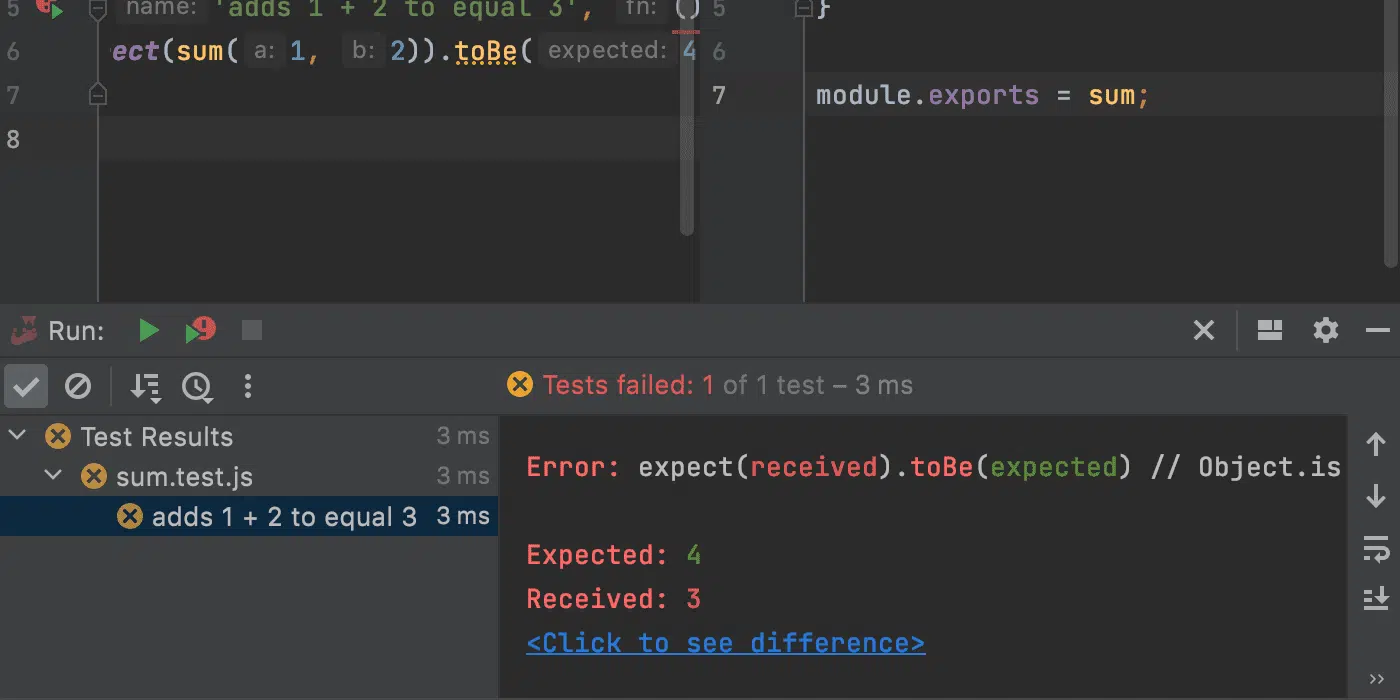 5 name: 'adds 1 + 2 to equal 3', fn: ()
6 ect(sum( a: 1, b: 2)).toBe( expected: 4
7
8
5 }
6
7 module.exports = sum;
Run:
Tests failed: 1 of 1 test – 3 ms
Test Results 3 ms
sum.test.js 3 ms
adds 1 + 2 to equal 3 3 ms
Error: expect(received).toBe(expected) // Object.is
Expected: 4
Received: 3
<Click to see difference>